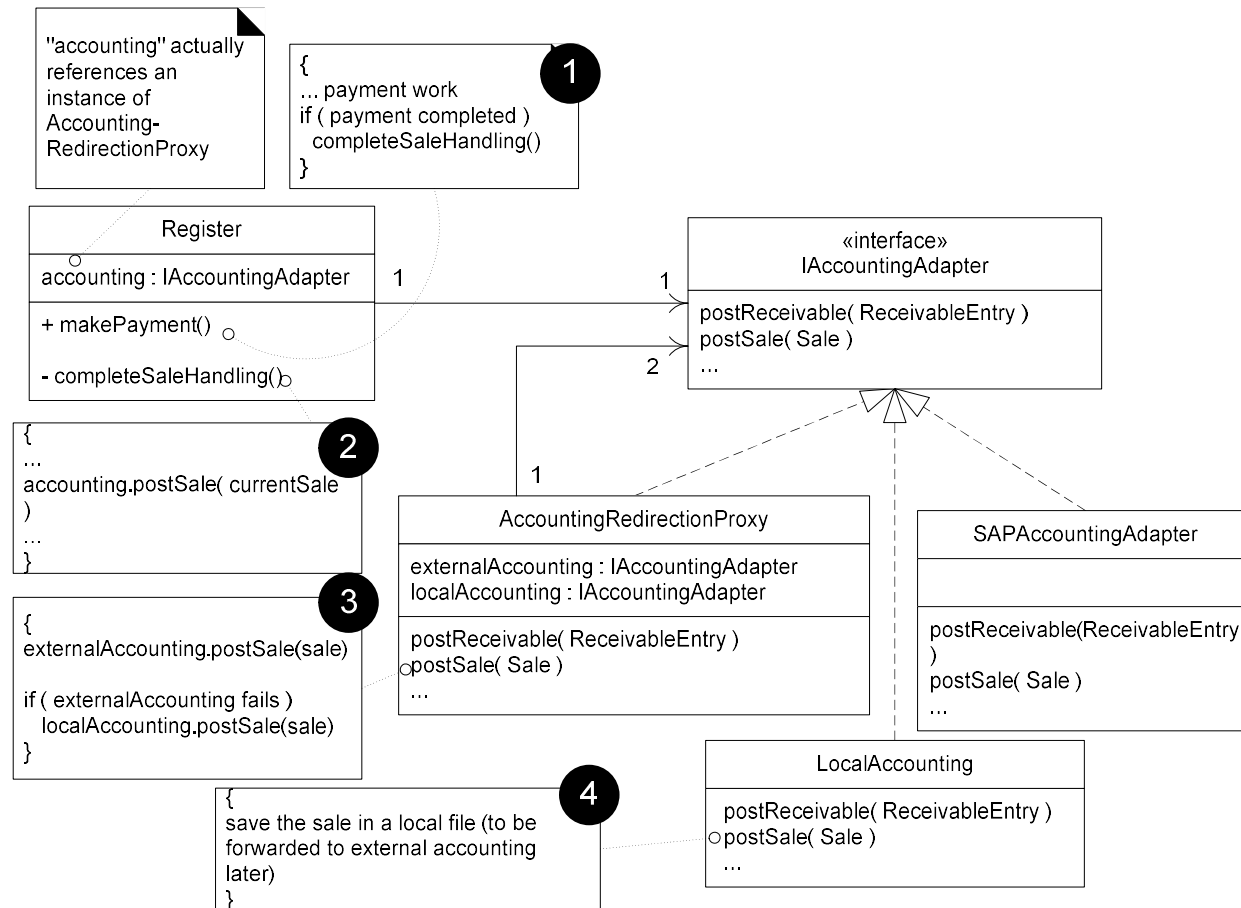 "accounting" actually
references an
instance of
Accounting-
RedirectionProxy
{
... payment work
if ( payment completed )
completeSaleHandling()
}
1
Register
accounting : IAccountingAdapter
+ makePayment()
- completeSaleHandling()
1
1
«interface»
IAccountingAdapter
postReceivable( ReceivableEntry )
postSale( Sale )
...
2
1
{
...
accounting.postSale( currentSale
)
...
}
2
AccountingRedirectionProxy
externalAccounting : IAccountingAdapter
localAccounting : IAccountingAdapter
postReceivable( ReceivableEntry )
postSale( Sale )
...
SAPAccountingAdapter
postReceivable(ReceivableEntry
)
postSale( Sale )
...
{
externalAccounting.postSale(sale)
if ( externalAccounting fails )
localAccounting.postSale(sale)
}
3
LocalAccounting
postReceivable( ReceivableEntry )
postSale( Sale )
...
{
save the sale in a local file (to be
forwarded to external accounting
later)
}
4